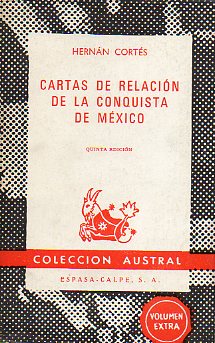 HERNÁN CORTÉS
CARTAS DE RELACIÓN
DE LA CONQUISTA
DE MÉXICO
QUINTA EDICIÓN
COLECCION AUSTRAL
ESPASA-CALPE, S. A.
VOLUMEN
EXTRA